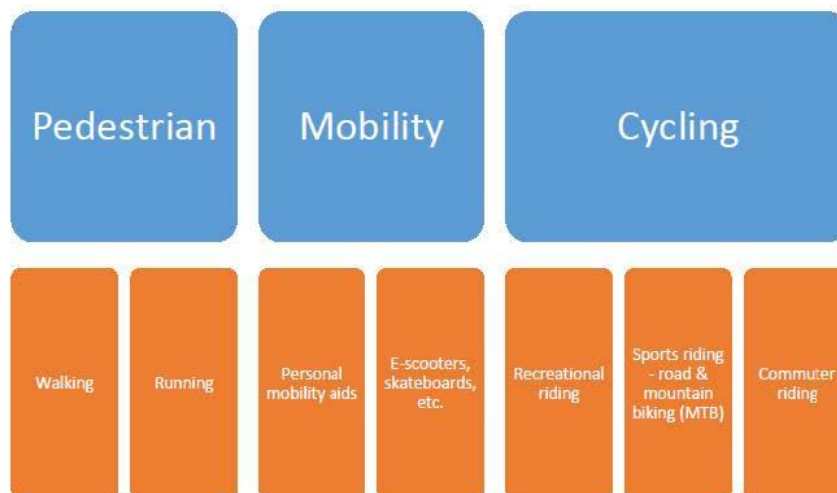 Pedestrian
Mobility
Cycling
Walking
Running
Personal
mobility aids
E-scooters,
skateboards,
etc.
Recreational
riding
Sports riding
- road &
mountain
biking (MTB)
Commuter
riding